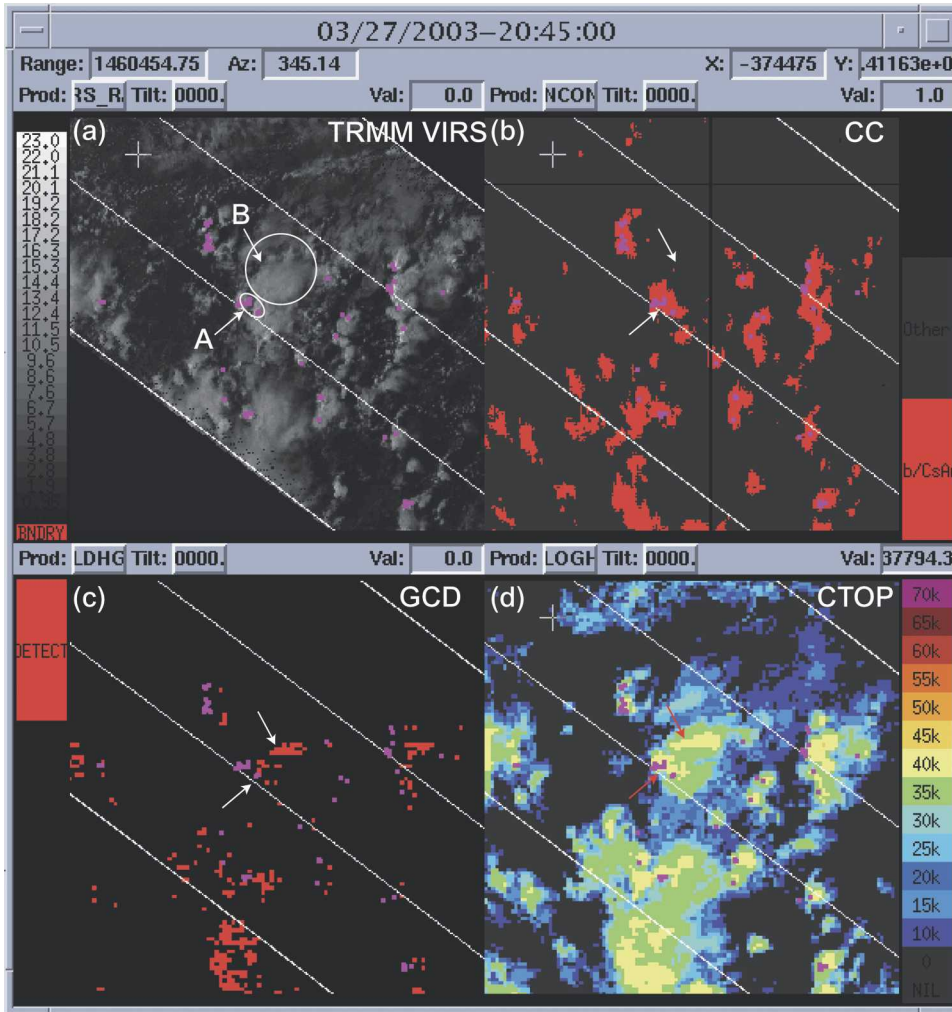 03/27/2003–20:45:00
Range: 1460454.75 Az: 345.14 X: -374475 Y: .41163e+0
Prod: RS_R Tilt: 0000. Val: 0.0 Prod: NCON Tilt: 0000. Val: 1.0
(a) TRMM VIRS (b) CC
23.0
22.0
21.1
20.1
19.2
18.2
17.2
16.3
15.3
14.3
13.4
12.4
11.5
10.5
9.6
8.6
7.6
6.7
5.7
4.8
3.8
2.8
BNDRY
B
A
Other
b/CsA
Prod: LDHG Tilt: 0000. Val: 0.0 Prod: LOGH Tilt: 0000. Val: 37794.3
(c) GCD (d) CTOP
DETECT
70k
65k
60k
55k
50k
45k
40k
35k
30k
25k
20k
15k
10k
0
NIL